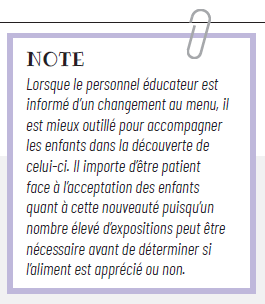 NOTE
Lorsque le personnel éducateur est
informé d'un changement au menu, il
est mieux outillé pour accompagner
les enfants dans la découverte de
celui-ci. Il importe d'être patient
face à l'acceptation des enfants
quant à cette nouveauté puisqu'un
nombre élevé d'expositions peut être
nécessaire avant de déterminer si
l'aliment est apprécié ou non.